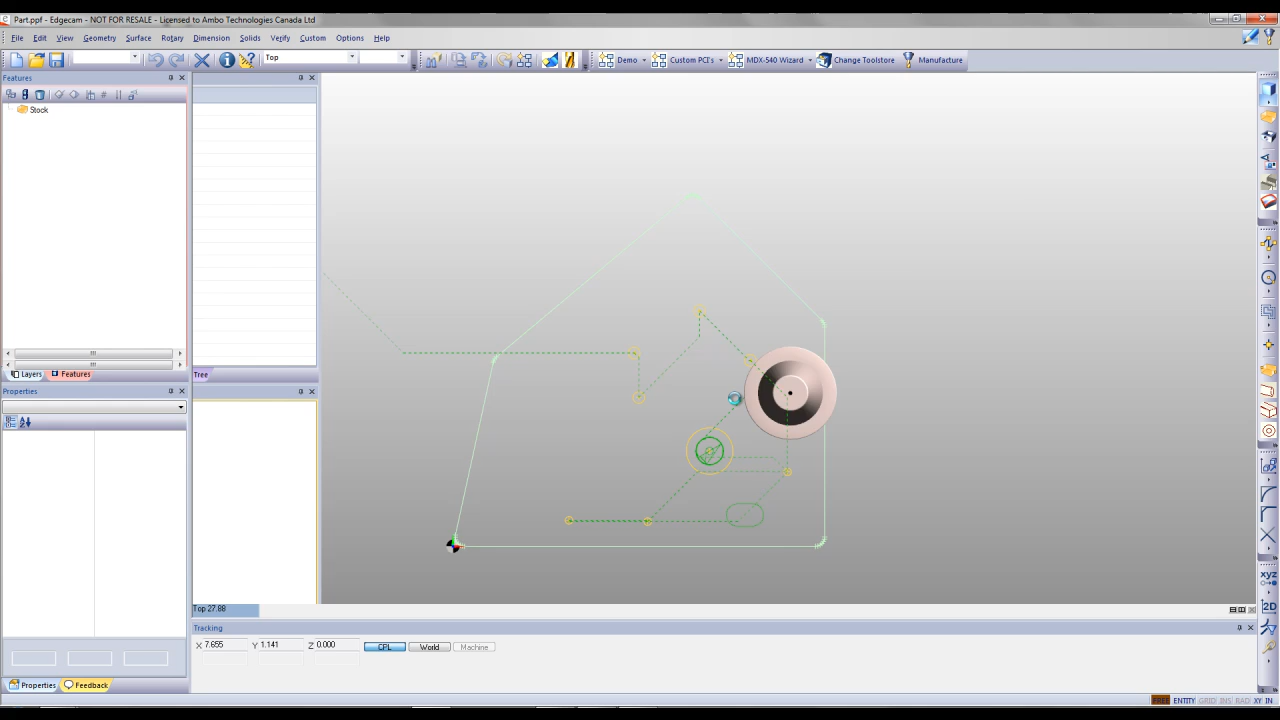 Part.ppf - Edgecam - NOT FOR RESALE - Licensed to Ambo Technologies Canada Ltd
File Edit View Geometry Surface Rotary Dimension Solids Verify Custom Options Help
Top Demo Custom PCI's MDX-540 Wizard Change Toolstore Manufacture
Features
Stock
Layers Features Tree
Properties
Top 27.88
Tracking
X 7.655 Y 1.141 Z 0.000 CPL World Machine
xyz
2D
Properties Feedback
FREE ENTITY GRID INS RAD XY IN